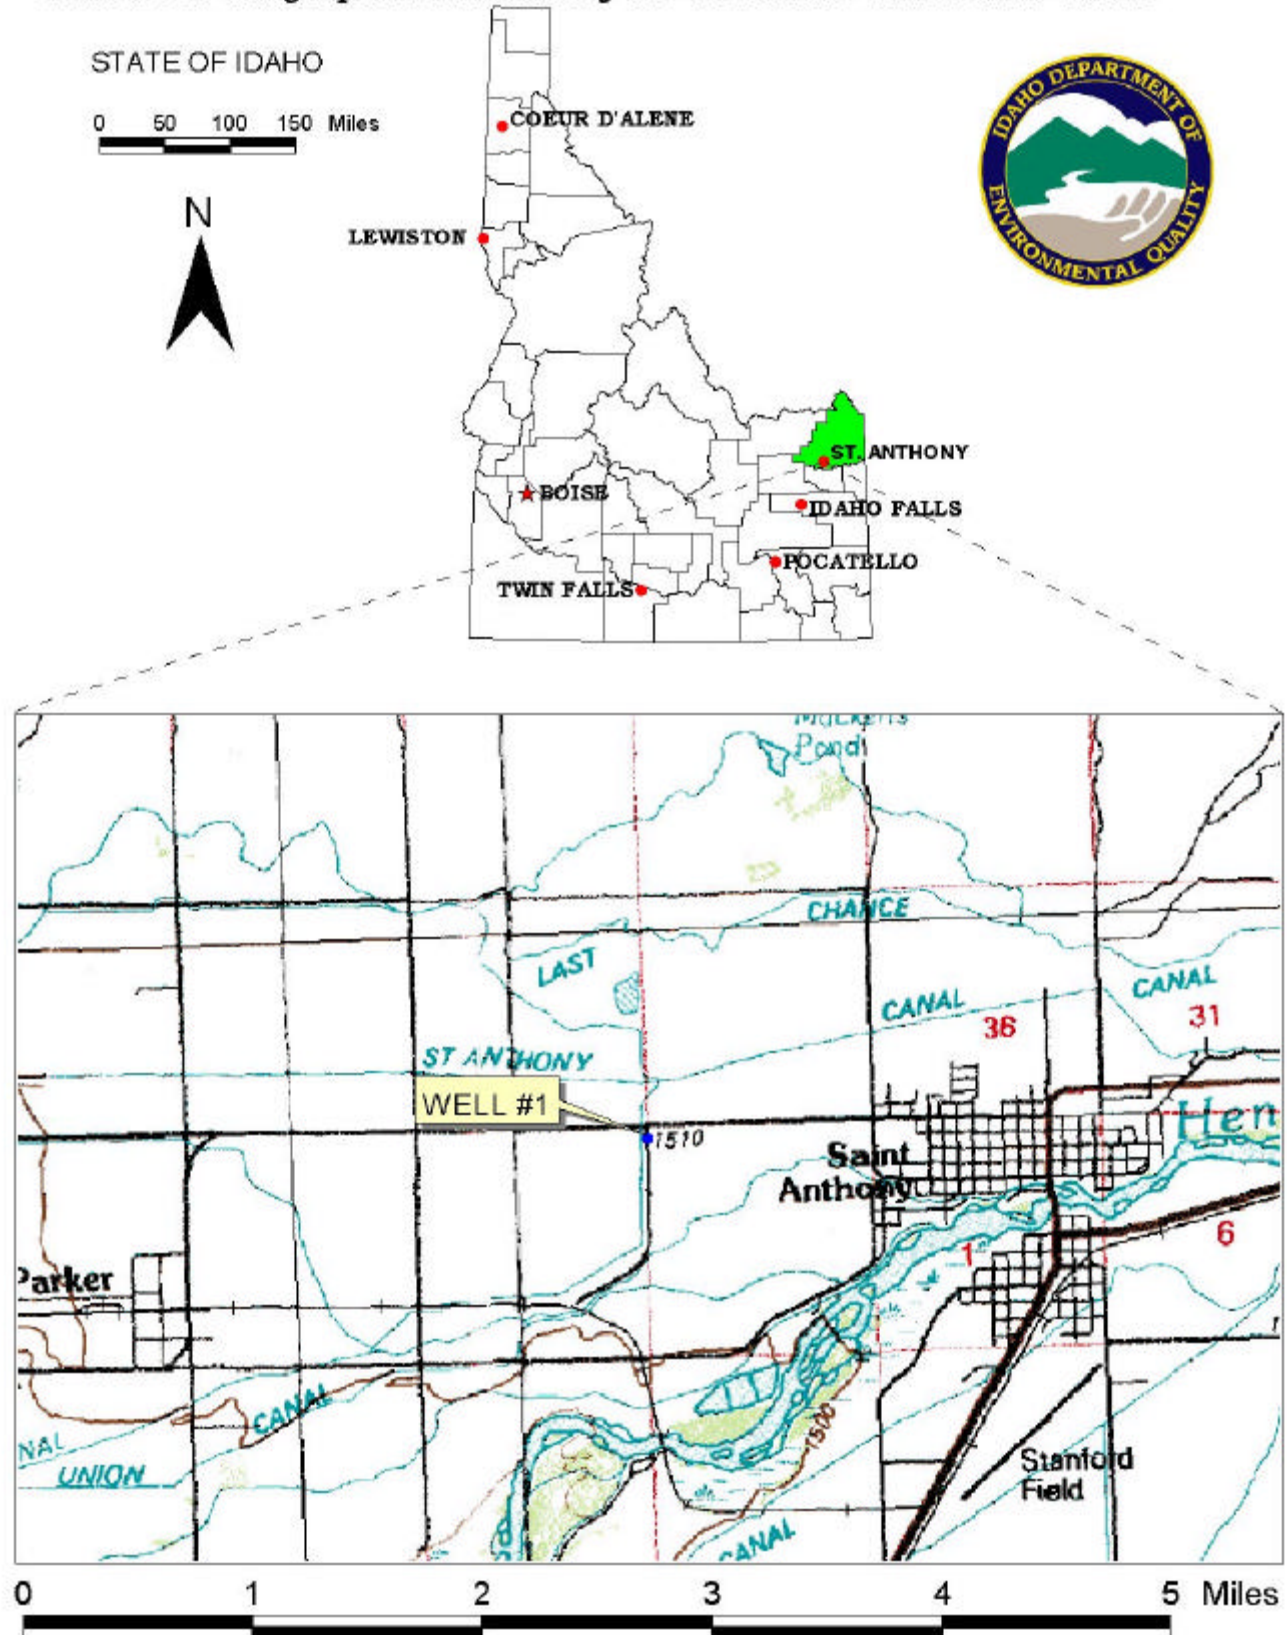 STATE OF IDAHO
0 50 100 150 Miles
N
IDAHO DEPARTMENT OF
ENVIRONMENTAL QUALITY
COEUR D'ALENE
LEWISTON
ST. ANTHONY
BOISE
IDAHO FALLS
POCATELLO
TWIN FALLS
Pond
CHANCE
LAST
CANAL
CANAL
36
31
ST ANTHONY
WELL #1
1510
Hen
Saint
Anthony
1
6
Parker
CANAL
1500
NAL
UNION
Stanford
Field
CANAL
0 1 2 3 4 5 Miles